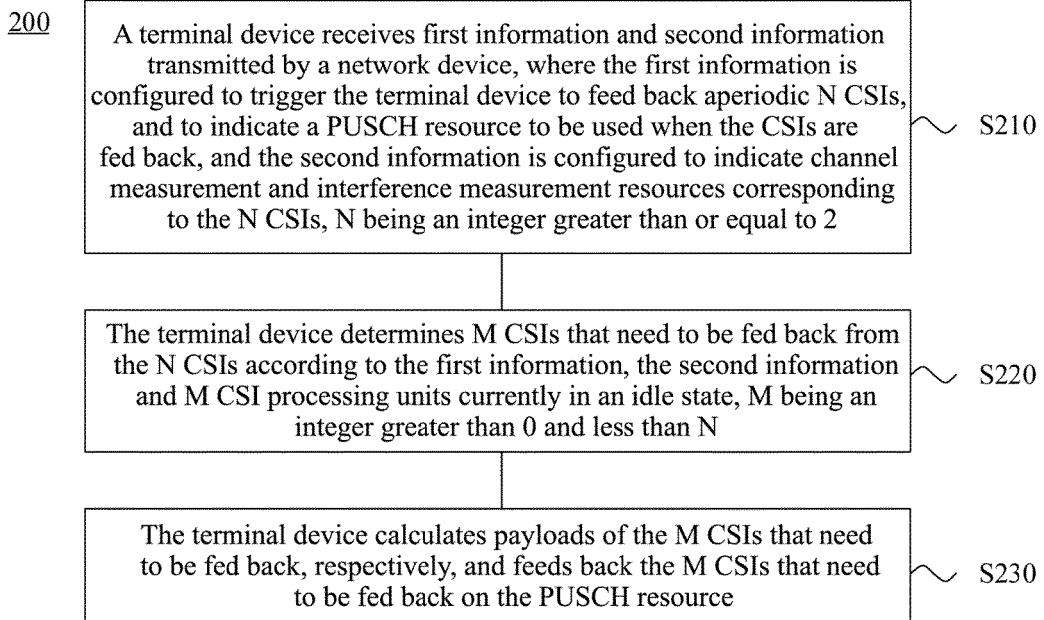 200
A terminal device receives first information and second information
transmitted by a network device, where the first information is
configured to trigger the terminal device to feed back aperiodic N CSIs,
and to indicate a PUSCH resource to be used when the CSIs are
fed back, and the second information is configured to indicate channel
measurement and interference measurement resources corresponding
to the N CSIs, N being an integer greater than or equal to 2
S210
The terminal device determines M CSIs that need to be fed back from
the N CSIs according to the first information, the second information
and M CSI processing units currently in an idle state, M being an
integer greater than 0 and less than N
S220
The terminal device calculates payloads of the M CSIs that need
to be fed back, respectively, and feeds back the M CSIs that need
to be fed back on the PUSCH resource
S230